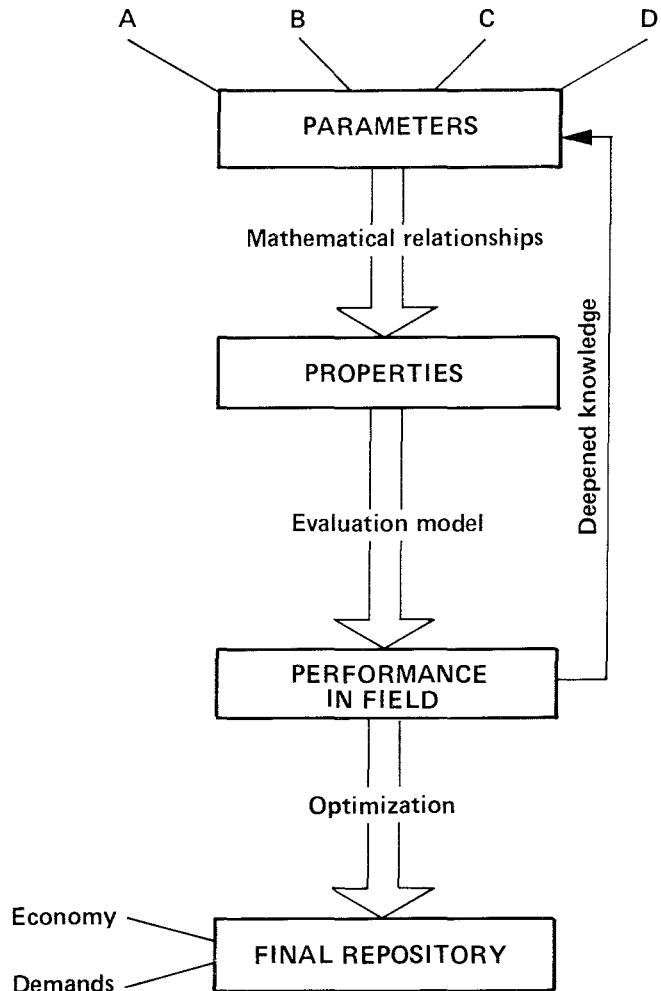 A B C D
PARAMETERS
Mathematical relationships
PROPERTIES
Deepened knowledge
Evaluation model
PERFORMANCE
IN FIELD
Optimization
Economy
FINAL REPOSITORY
Demands